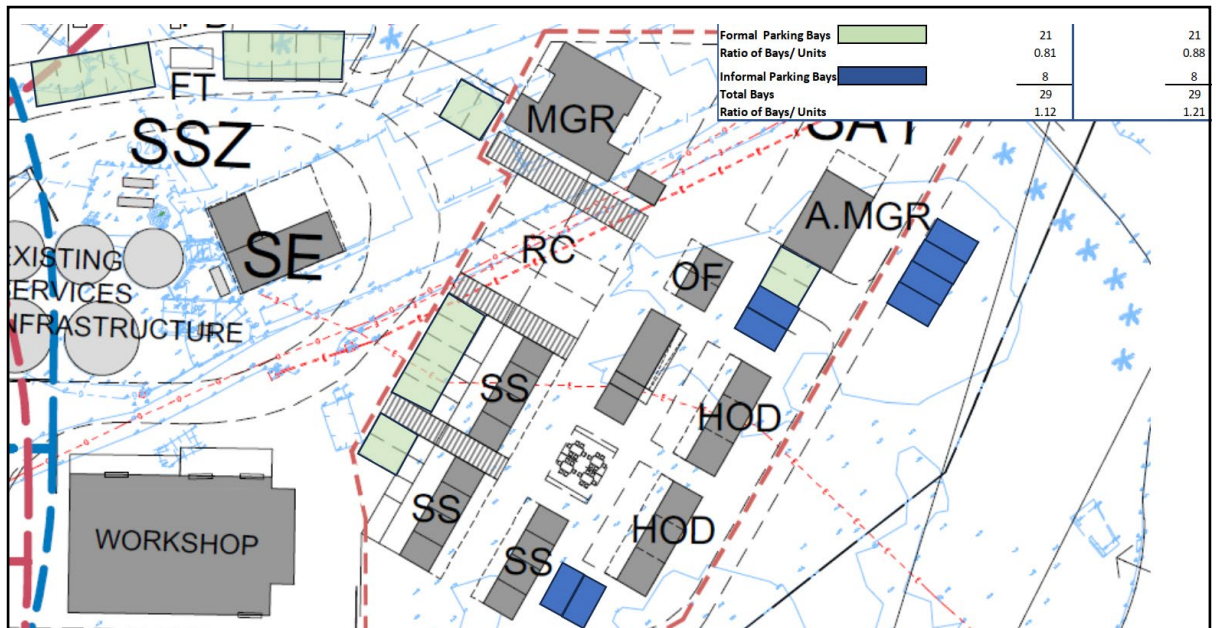 Formal Parking Bays 21 21
Ratio of Bays/ Units 0.81 0.88
Informal Parking Bays 8 8
Total Bays 29 29
Ratio of Bays/ Units 1.12 1.21
FT
MGR
SSZ
SAT
A.MGR
RC
SE
OF
EXISTING
SERVICES
INFRASTRUCTURE
SS
HOD
SS
HOD
WORKSHOP
SS